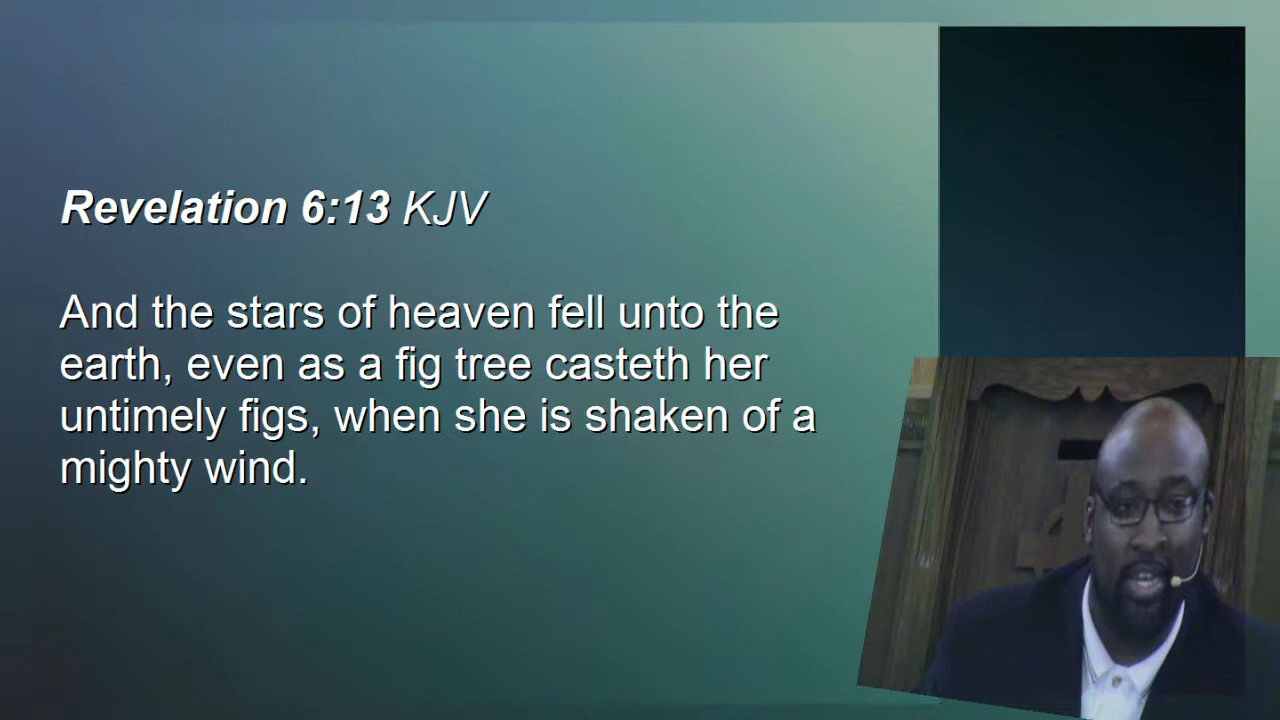 Revelation 6:13 KJV
And the stars of heaven fell unto the
earth, even as a fig tree casteth her
untimely figs, when she is shaken of a
mighty wind.